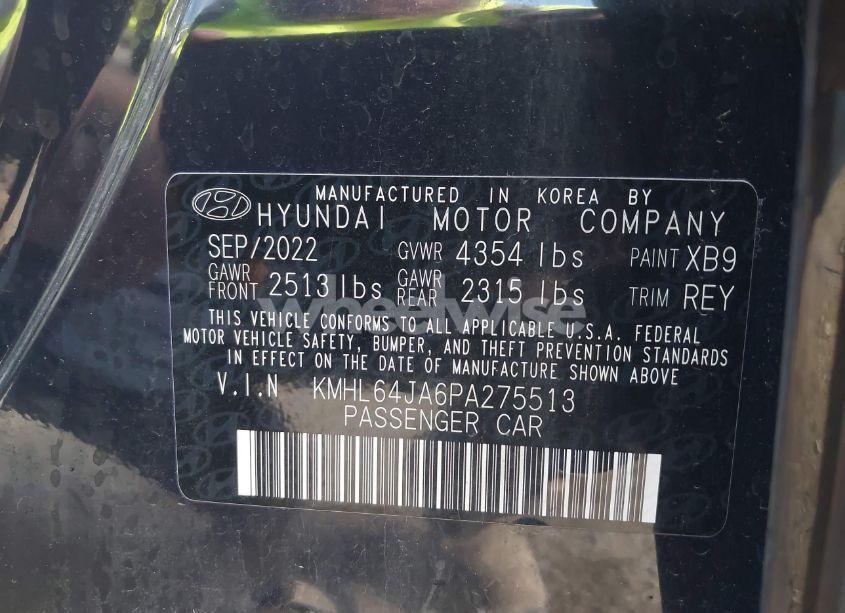 MANUFACTURED IN KOREA BY
HYUNDAI MOTOR COMPANY
SEP/2022 GVWR 4354 lbs PAINT XB9
GAWR FRONT 2513 lbs GAWR REAR 2315 lbs TRIM REY
wheelwise
THIS VEHICLE CONFORMS TO ALL APPLICABLE U.S.A. FEDERAL
MOTOR VEHICLE SAFETY, BUMPER, AND THEFT PREVENTION STANDARDS
IN EFFECT ON THE DATE OF MANUFACTURE SHOWN ABOVE
V.I.N KMHL64JA6PA275513
PASSENGER CAR